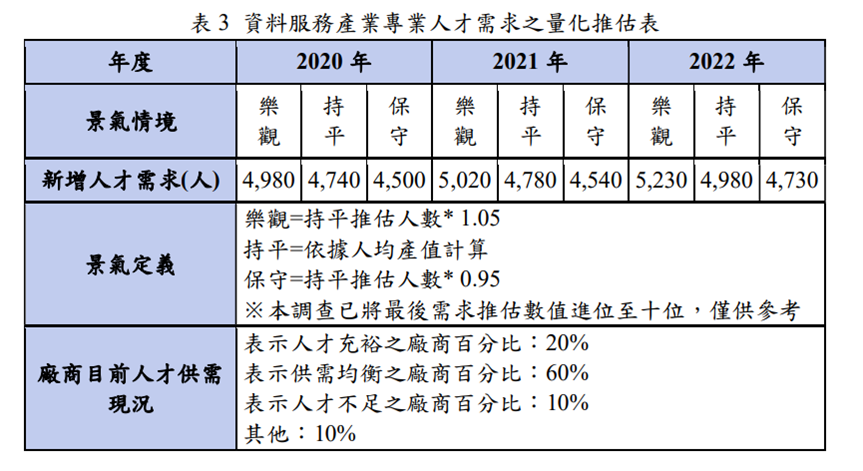 表 3 資料服務產業專業人才需求之量化推估表
年度 2020 年 2021 年 2022 年
景氣情境 樂觀 持平 保守 樂觀 持平 保守 樂觀 持平 保守
新增人才需求(人) 4,980 4,740 4,500 5,020 4,780 4,540 5,230 4,980 4,730
景氣定義
樂觀=持平推估人數* 1.05
持平=依據人均產值計算
保守=持平推估人數* 0.95
※本調查已將最後需求推估數值進位至十位，僅供參考
廠商目前人才供需
現況
表示人才充裕之廠商百分比：20%
表示供需均衡之廠商百分比：60%
表示人才不足之廠商百分比：10%
其他：10%